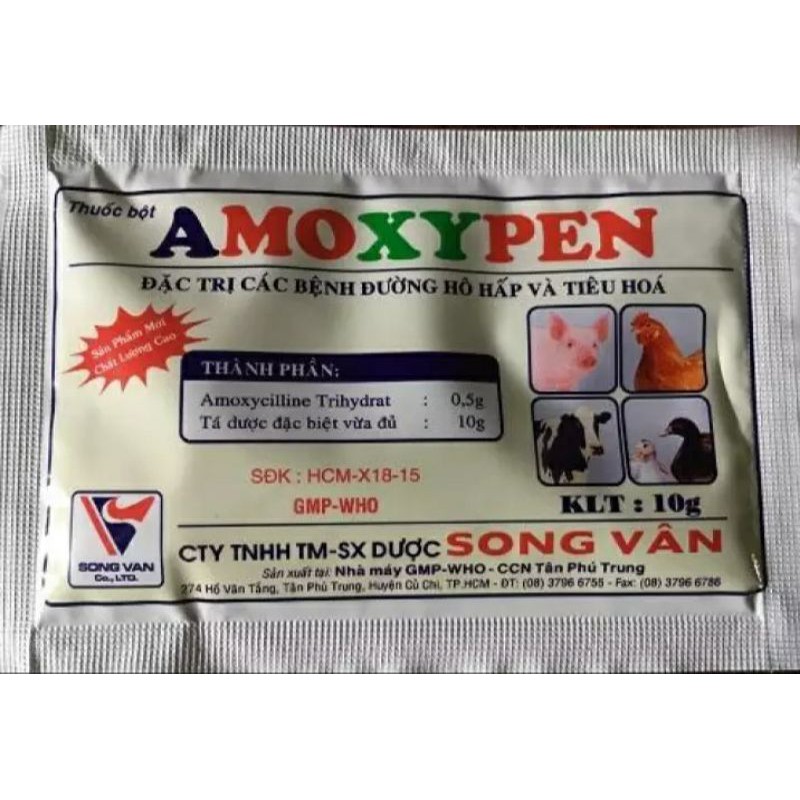 Thuốc bột AMOXYPEN
ĐẶC TRỊ CÁC BỆNH ĐƯỜNG HÔ HẤP VÀ TIÊU HOÁ
Sản Phẩm Mới
Chất Lượng Cao
THÀNH PHẦN:
Amoxycilline Trihydrat : 0,5g
Tá dược đặc biệt vừa đủ : 10g
SĐK : HCM-X18-15
GMP-WHO
KLT : 10g
SONG VAN
Co., LTD.
CTY TNHH TM-SX DƯỢC SONG VÂN
Sản xuất tại: Nhà máy GMP-WHO - CCN Tân Phú Trung
274 Hồ Văn Tắng, Tân Phú Trung, Huyện Củ Chi, TP.HCM - ĐT: (08) 3796 6755 - Fax: (08) 3796 6786